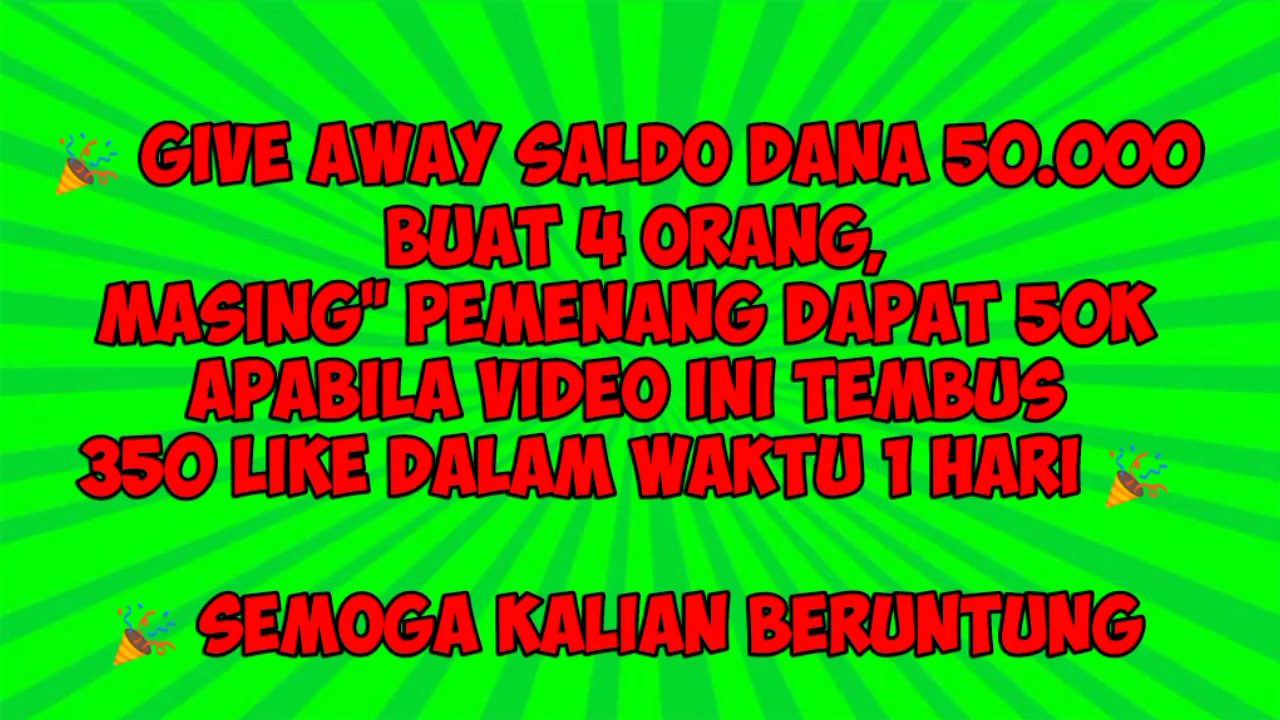 🎉 GIVE AWAY SALDO DANA 50.000
BUAT 4 ORANG,
MASING" PEMENANG DAPAT 50K
APABILA VIDEO INI TEMBUS
350 LIKE DALAM WAKTU 1 HARI 🎉
🎉 SEMOGA KALIAN BERUNTUNG